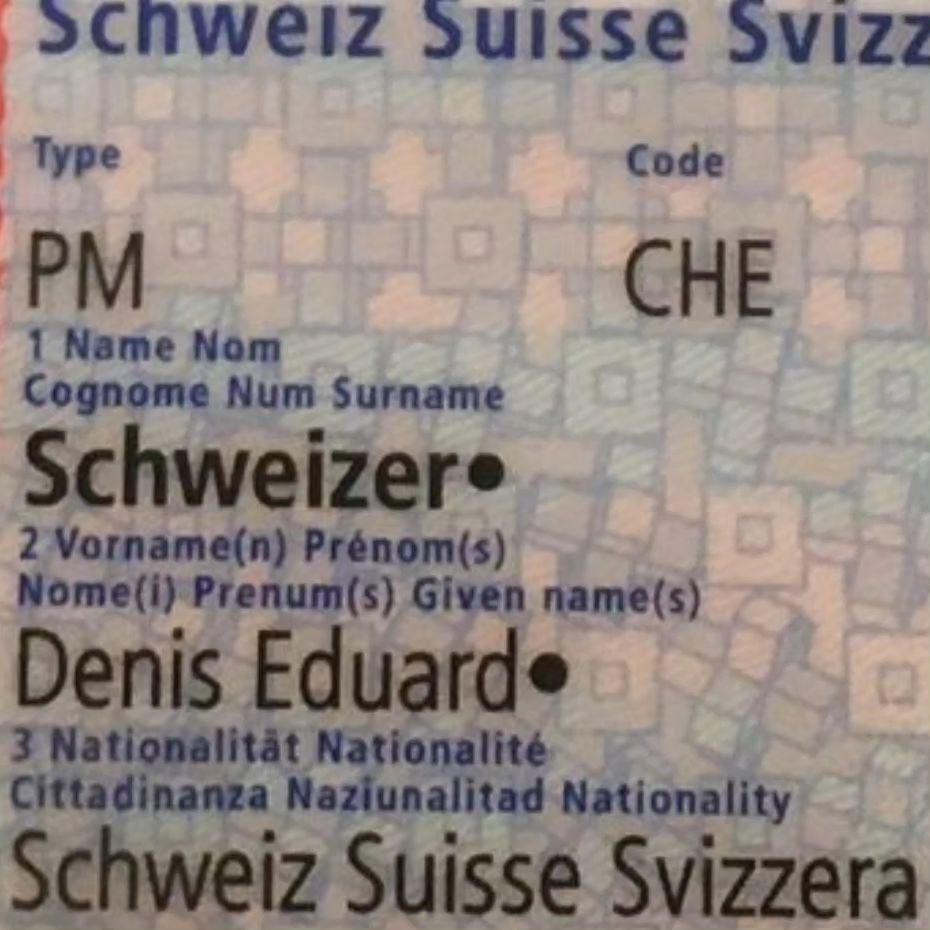 Schweiz Suisse Svizz
Type Code
PM CHE
1 Name Nom
Cognome Num Surname
Schweizer•
2 Vorname(n) Prénom(s)
Nome(i) Prenum(s) Given name(s)
Denis Eduard•
3 Nationalität Nationalité
Cittadinanza Naziunalitad Nationality
Schweiz Suisse Svizzera